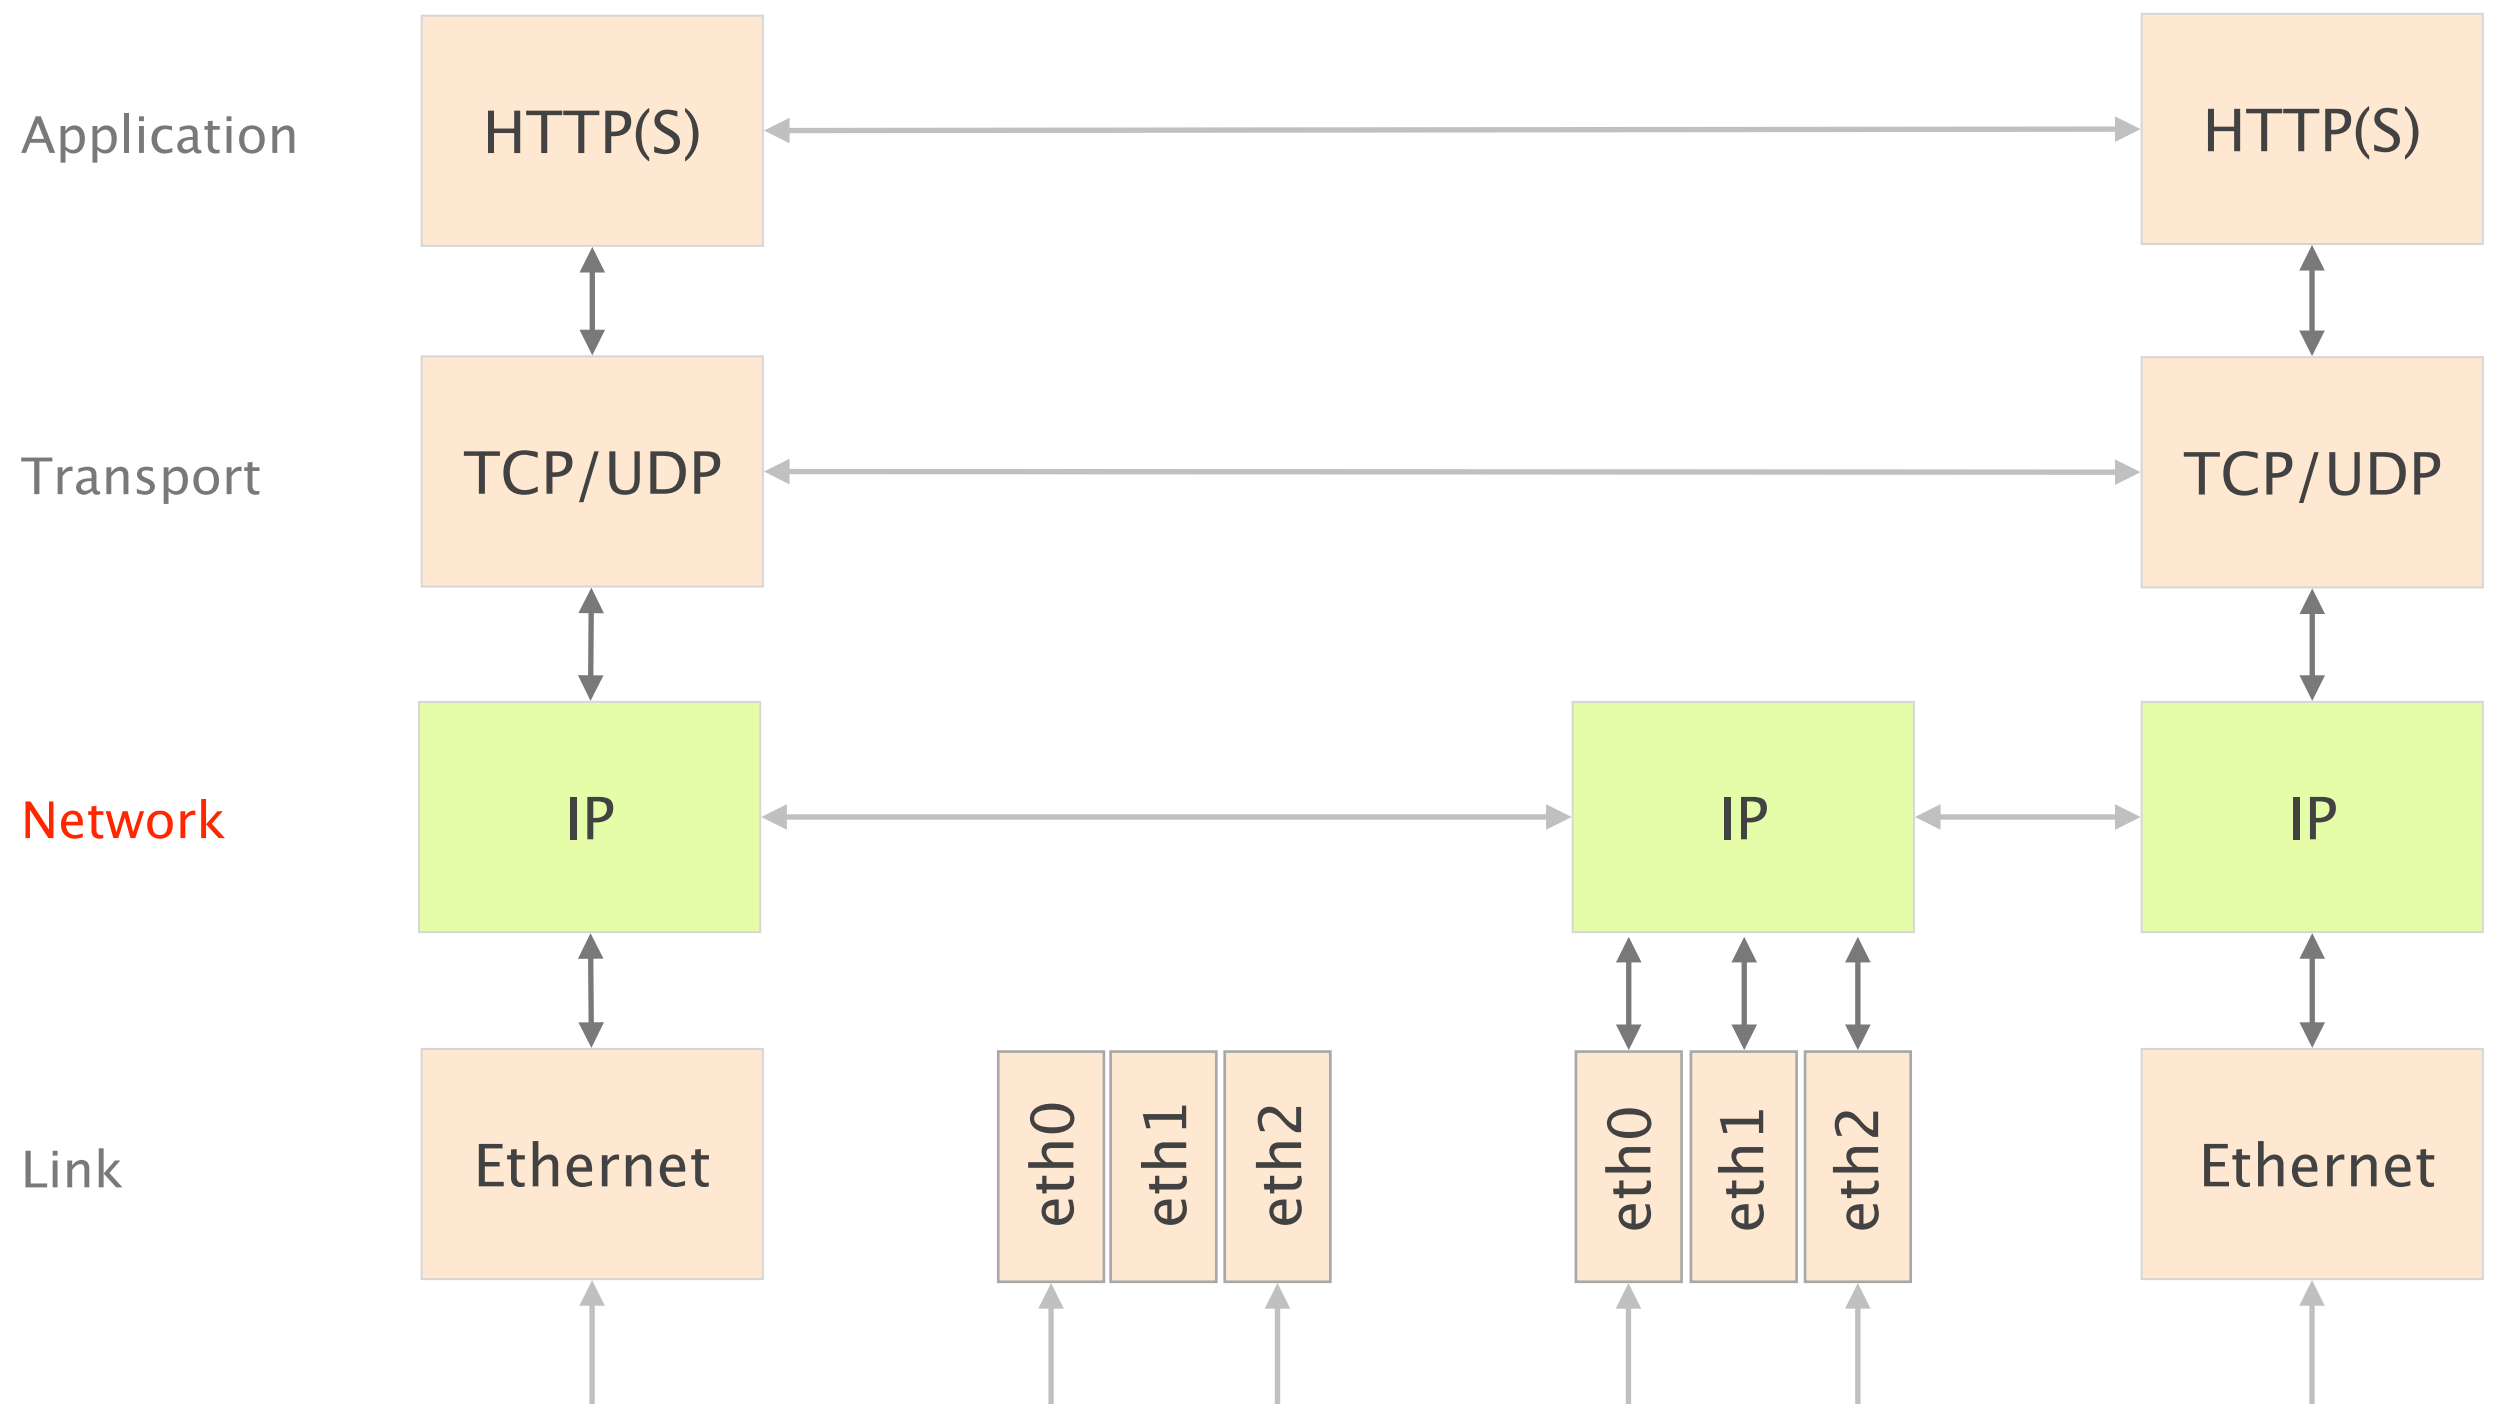 Application
HTTP(S)
HTTP(S)
Transport
TCP/UDP
TCP/UDP
Network
IP
IP
IP
Link
Ethernet
eth0
eth1
eth2
eth0
eth1
eth2
Ethernet